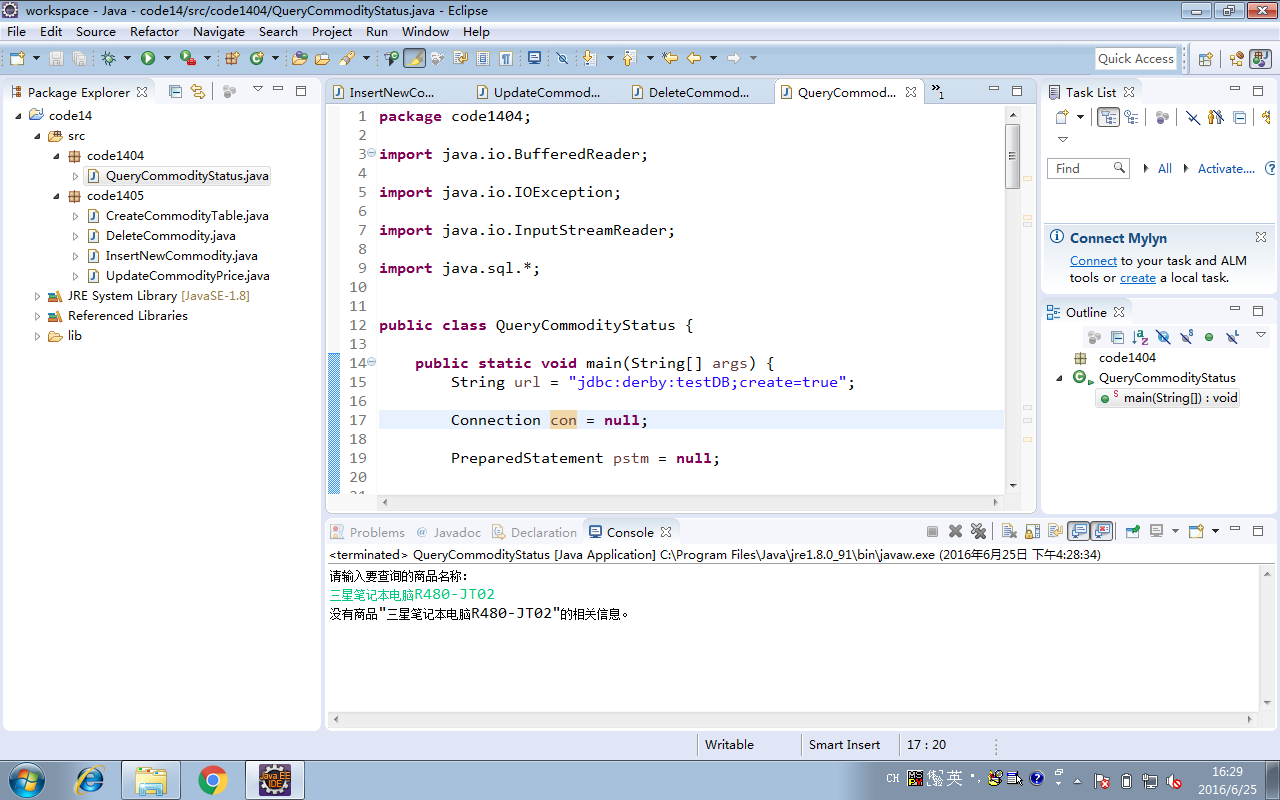 workspace - Java - code14/src/code1404/QueryCommodityStatus.java - Eclipse
File Edit Source Refactor Navigate Search Project Run Window Help
Quick Access
Package Explorer
code14
src
code1404
QueryCommodityStatus.java
code1405
CreateCommodityTable.java
DeleteCommodity.java
InsertNewCommodity.java
UpdateCommodityPrice.java
JRE System Library [JavaSE-1.8]
Referenced Libraries
lib
InsertNewCo... UpdateCommod... DeleteCommod... QueryCommod... »1
1 package code1404;
2
3 import java.io.BufferedReader;
4
5 import java.io.IOException;
6
7 import java.io.InputStreamReader;
8
9 import java.sql.*;
10
11
12 public class QueryCommodityStatus {
13
14 public static void main(String[] args) {
15 String url = "jdbc:derby:testDB;create=true";
16
17 Connection con = null;
18
19 PreparedStatement pstm = null;
20
Task List
Find All Activate...
Connect Mylyn
Connect to your task and ALM
tools or create a local task.
Outline
code1404
QueryCommodityStatus
main(String[]) : void
Problems @ Javadoc Declaration Console
<terminated> QueryCommodityStatus [Java Application] C:\Program Files\Java\jre1.8.0_91\bin\javaw.exe (2016年6月25日 下午4:28:34)
请输入要查询的商品名称：
三星笔记本电脑R480-JT02
没有商品"三星笔记本电脑R480-JT02"的相关信息。
Writable Smart Insert 17 : 20
Java EE
IDE
CH 英
16:29
2016/6/25